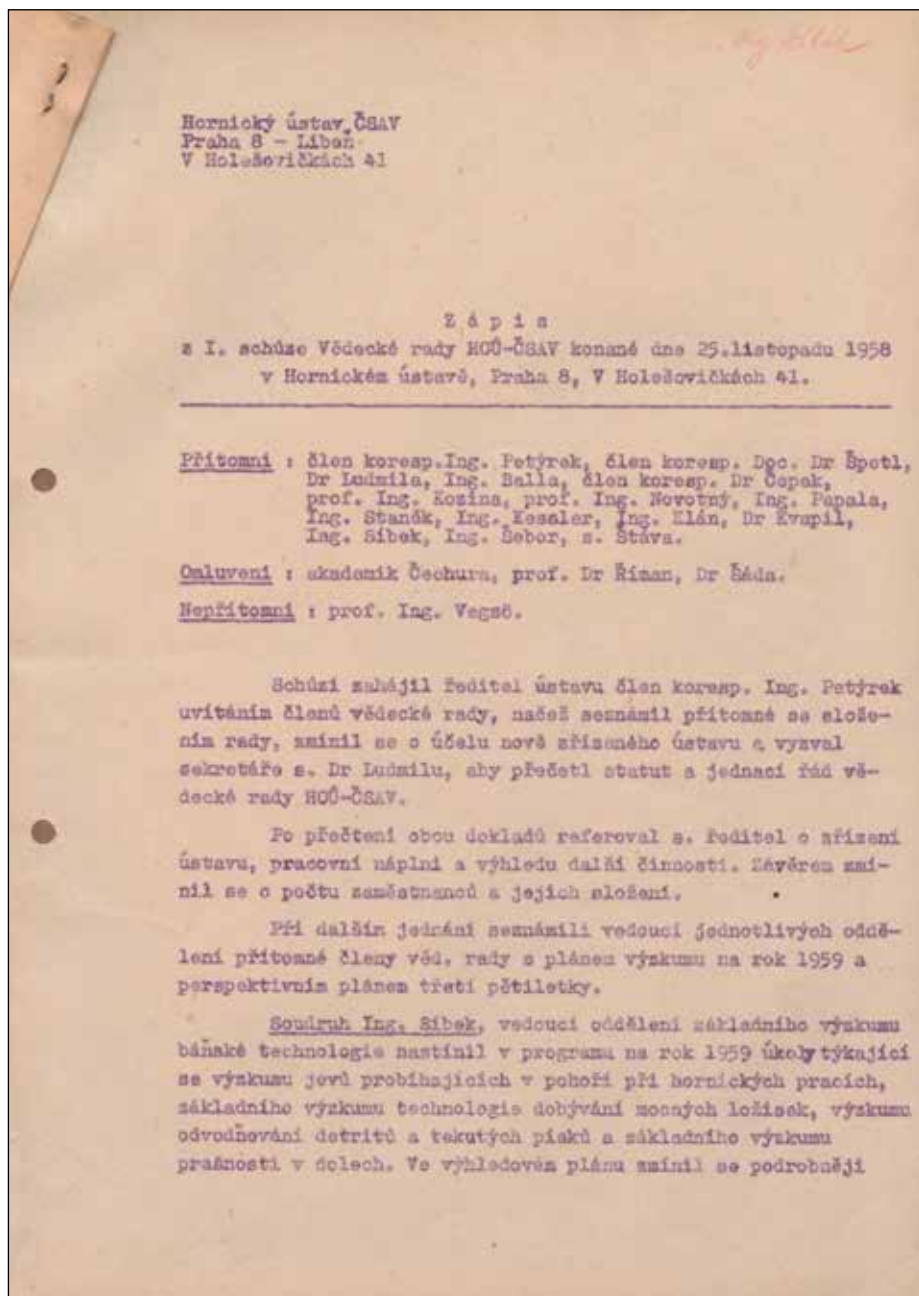 Hornický ústav ČSAV
Praha 8 - Libeň
V Holešovičkách 41
Z á p i s
z I. schůze Vědecké rady HOÚ-ČSAV konané dne 25.listopadu 1958
v Hornickém ústavě, Praha 8, V Holešovičkách 41.
Přítomni : člen koresp.Ing. Petýrek, člen koresp. Doc. Dr Špetl,
Dr Ludmila, Ing. Balla, člen koresp. Dr Čepek,
prof. Ing. Kozina, prof. Ing. Novotný, Ing. Papala,
Ing. Staněk, Ing. Kessler, Ing. Klán, Dr Kvapil,
Ing. Sibek, Ing. Šebor, s. Šťáva.
Omluveni : akademik Čechura, prof. Dr Říman, Dr Šáda.
Nepřítomni : prof. Ing. Vegsö.
Schůzi zahájil ředitel ústavu člen koresp. Ing. Petýrek
uvítáním členů vědecké rady, načež seznámil přítomné se slože-
ním rady, zmínil se o účelu nově zřízeného ústavu a vyzval
sekretáře s. Dr Ludmilu, aby přečetl statut a jednací řád vě-
decké rady HOÚ-ČSAV.
Po přečtení obou dokladů referoval s. ředitel o zřízení
ústavu, pracovní náplni a výhledu další činnosti. Závěrem zmí-
nil se o počtu zaměstnanců a jejich složení.
Při dalším jednání seznámili vedoucí jednotlivých oddě-
lení přítomné členy věd. rady s plánem výzkumu na rok 1959 a
perspektivním plánem třetí pětiletky.
Soudruh Ing. Sibek, vedoucí oddělení základního výzkumu
báňské technologie nastínil v programu na rok 1959 úkoly týkající
se výzkumu jevů probíhajících v pohoří při hornických pracích,
základního výzkumu technologie dobývání mocných ložisek, výzkumu
odvodňování detritů a tekutých písků a základního výzkumu
prašnosti v dolech. Ve výhledovém plánu zmínil se podrobněji